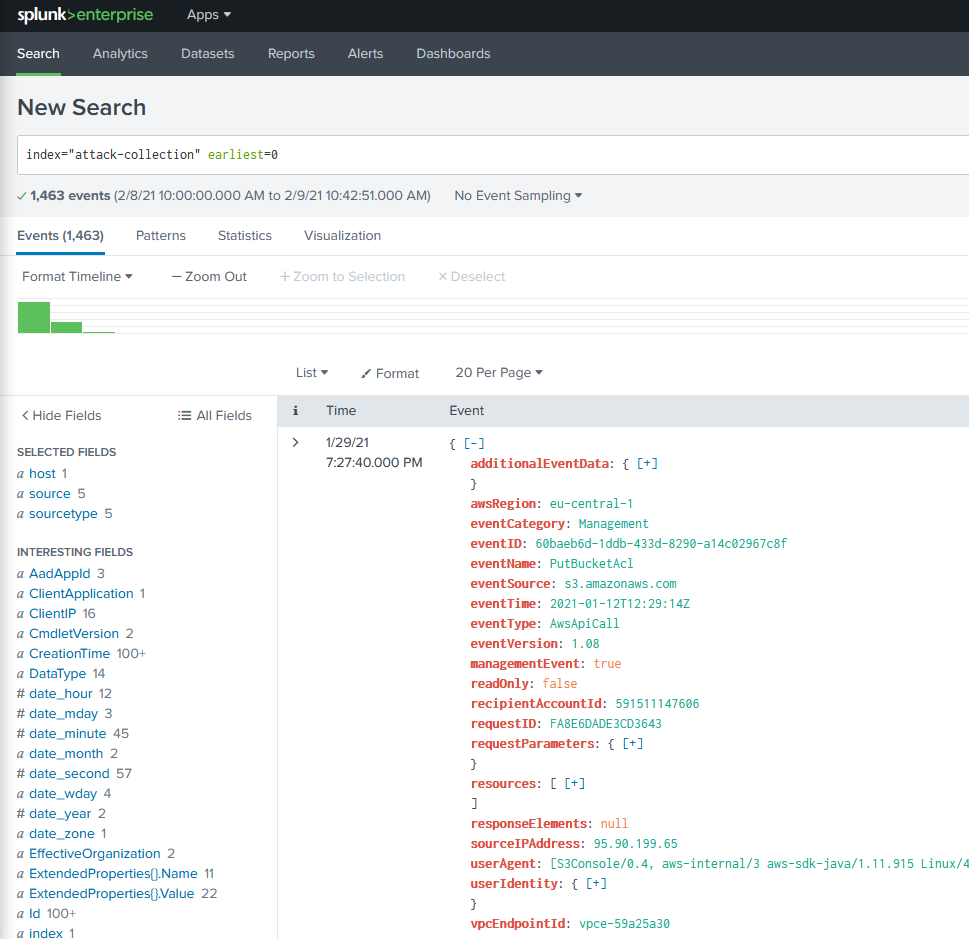 splunk>enterprise Apps
Search Analytics Datasets Reports Alerts Dashboards
New Search
index="attack-collection" earliest=0
1,463 events (2/8/21 10:00:00.000 AM to 2/9/21 10:42:51.000 AM) No Event Sampling
Events (1,463) Patterns Statistics Visualization
Format Timeline — Zoom Out + Zoom to Selection × Deselect
List Format 20 Per Page
< Hide Fields All Fields
SELECTED FIELDS
a host 1
a source 5
a sourcetype 5
INTERESTING FIELDS
a AadAppId 3
a ClientApplication 1
a ClientIP 16
a CmdletVersion 2
a CreationTime 100+
a DataType 14
# date_hour 12
# date_mday 3
# date_minute 45
a date_month 2
# date_second 57
a date_wday 4
# date_year 2
a date_zone 1
a EffectiveOrganization 2
a ExtendedProperties{}.Name 11
a ExtendedProperties{}.Value 22
a Id 100+
a index 1
i Time Event
> 1/29/21
7:27:40.000 PM
{ [-]
additionalEventData: { [+]
}
awsRegion: eu-central-1
eventCategory: Management
eventID: 60baeb6d-1ddb-433d-8290-a14c02967c8f
eventName: PutBucketAcl
eventSource: s3.amazonaws.com
eventTime: 2021-01-12T12:29:14Z
eventType: AwsApiCall
eventVersion: 1.08
managementEvent: true
readOnly: false
recipientAccountId: 591511147606
requestID: FA8E6DADE3CD3643
requestParameters: { [+]
}
resources: [ [+]
]
responseElements: null
sourceIPAddress: 95.90.199.65
userAgent: [S3Console/0.4, aws-internal/3 aws-sdk-java/1.11.915 Linux/4
userIdentity: { [+]
}
vpcEndpointId: vpce-59a25a30